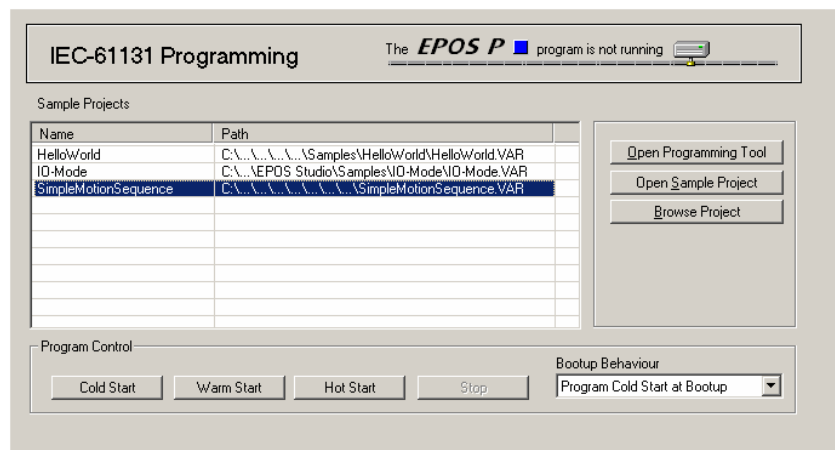 IEC-61131 Programming
The EPOS P program is not running
Sample Projects
Name Path
HelloWorld C:\...\...\...\...\Samples\HelloWorld\HelloWorld.VAR
IO-Mode C:\...\EPOS Studio\Samples\IO-Mode\IO-Mode.VAR
SimpleMotionSequence C:\...\...\...\...\...\...\SimpleMotionSequence.VAR
Open Programming Tool
Open Sample Project
Browse Project
Program Control
Bootup Behaviour
Cold Start Warm Start Hot Start Stop Program Cold Start at Bootup